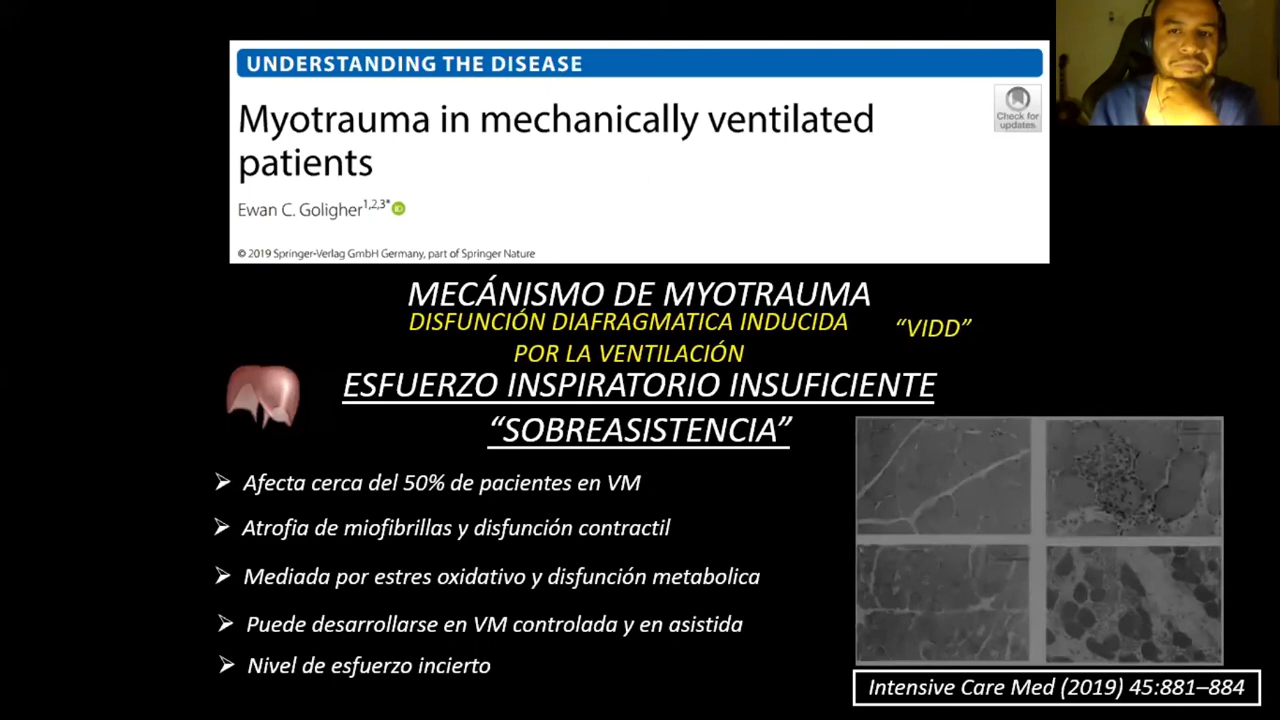 UNDERSTANDING THE DISEASE
Myotrauma in mechanically ventilated
patients
Check for
updates
Ewan C. Goligher1,2,3*
© 2019 Springer-Verlag GmbH Germany, part of Springer Nature
MECÁNISMO DE MYOTRAUMA
DISFUNCIÓN DIAFRAGMATICA INDUCIDA
POR LA VENTILACIÓN
“VIDD”
ESFUERZO INSPIRATORIO INSUFICIENTE
“SOBREASISTENCIA”
Afecta cerca del 50% de pacientes en VM
Atrofia de miofibrillas y disfunción contractil
Mediada por estres oxidativo y disfunción metabolica
Puede desarrollarse en VM controlada y en asistida
Nivel de esfuerzo incierto
Intensive Care Med (2019) 45:881–884